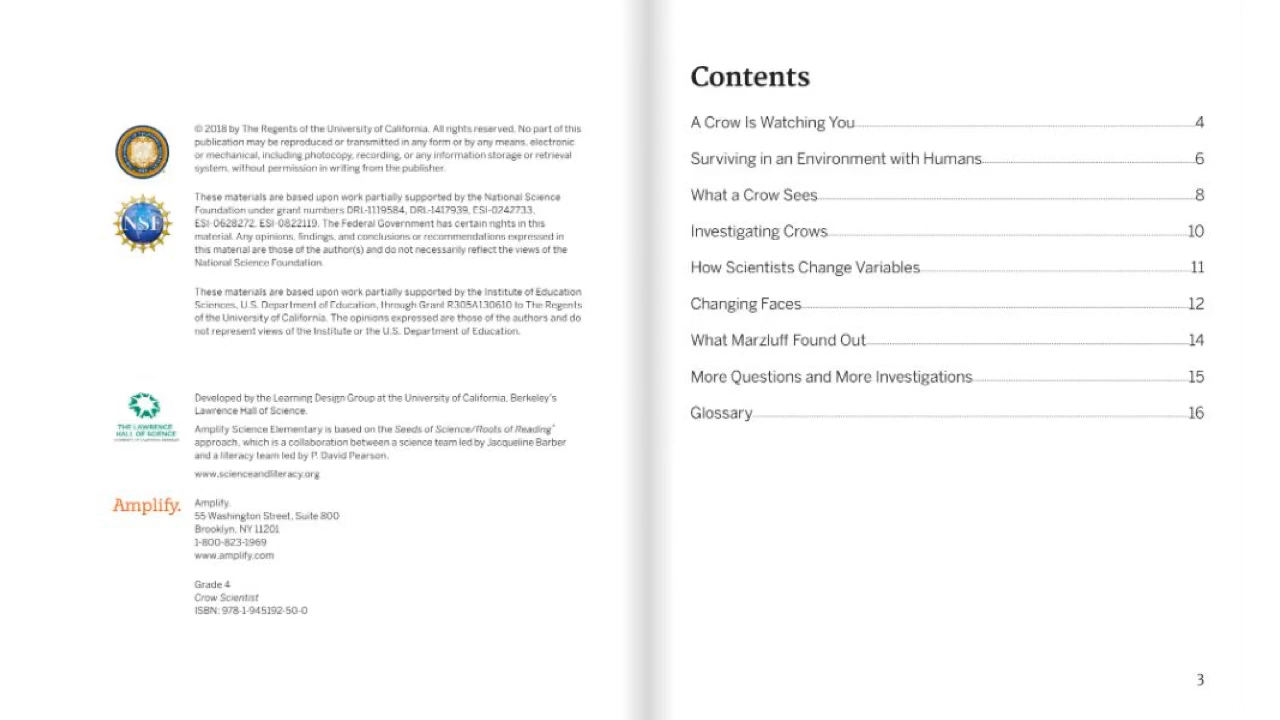 © 2018 by The Regents of the University of California. All rights reserved. No part of this
publication may be reproduced or transmitted in any form or by any means, electronic
or mechanical, including photocopy, recording, or any information storage or retrieval
system, without permission in writing from the publisher.
NSF
These materials are based upon work partially supported by the National Science
Foundation under grant numbers DRL-1119584, DRL-1417939, ESI-0242733,
ESI-0628272, ESI-0822119. The Federal Government has certain rights in this
material. Any opinions, findings, and conclusions or recommendations expressed in
this material are those of the author(s) and do not necessarily reflect the views of the
National Science Foundation.
These materials are based upon work partially supported by the Institute of Education
Sciences, U.S. Department of Education, through Grant R305A130610 to The Regents
of the University of California. The opinions expressed are those of the authors and do
not represent views of the Institute or the U.S. Department of Education.
THE LAWRENCE
HALL OF SCIENCE
Developed by the Learning Design Group at the University of California, Berkeley's
Lawrence Hall of Science.
Amplify Science Elementary is based on the Seeds of Science/Roots of Reading
approach, which is a collaboration between a science team led by Jacqueline Barber
and a literacy team led by P. David Pearson.
www.scienceandliteracy.org
Amplify.
Amplify.
55 Washington Street, Suite 800
Brooklyn, NY 11201
1-800-823-1969
www.amplify.com
Grade 4
Crow Scientist
ISBN: 978-1-945192-50-0
Contents
A Crow Is Watching You 4
Surviving in an Environment with Humans 6
What a Crow Sees 8
Investigating Crows 10
How Scientists Change Variables 11
Changing Faces 12
What Marzluff Found Out 14
More Questions and More Investigations 15
Glossary 16
3